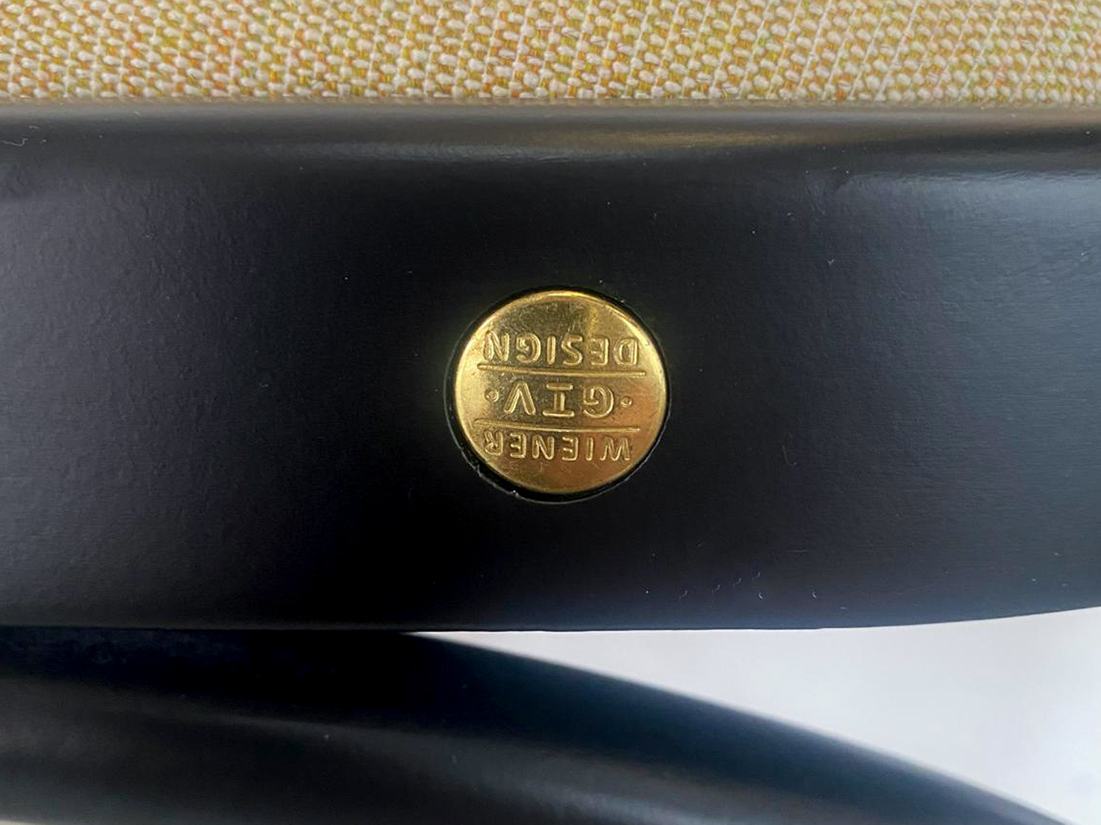 WIENER
· GTV ·
DESIGN